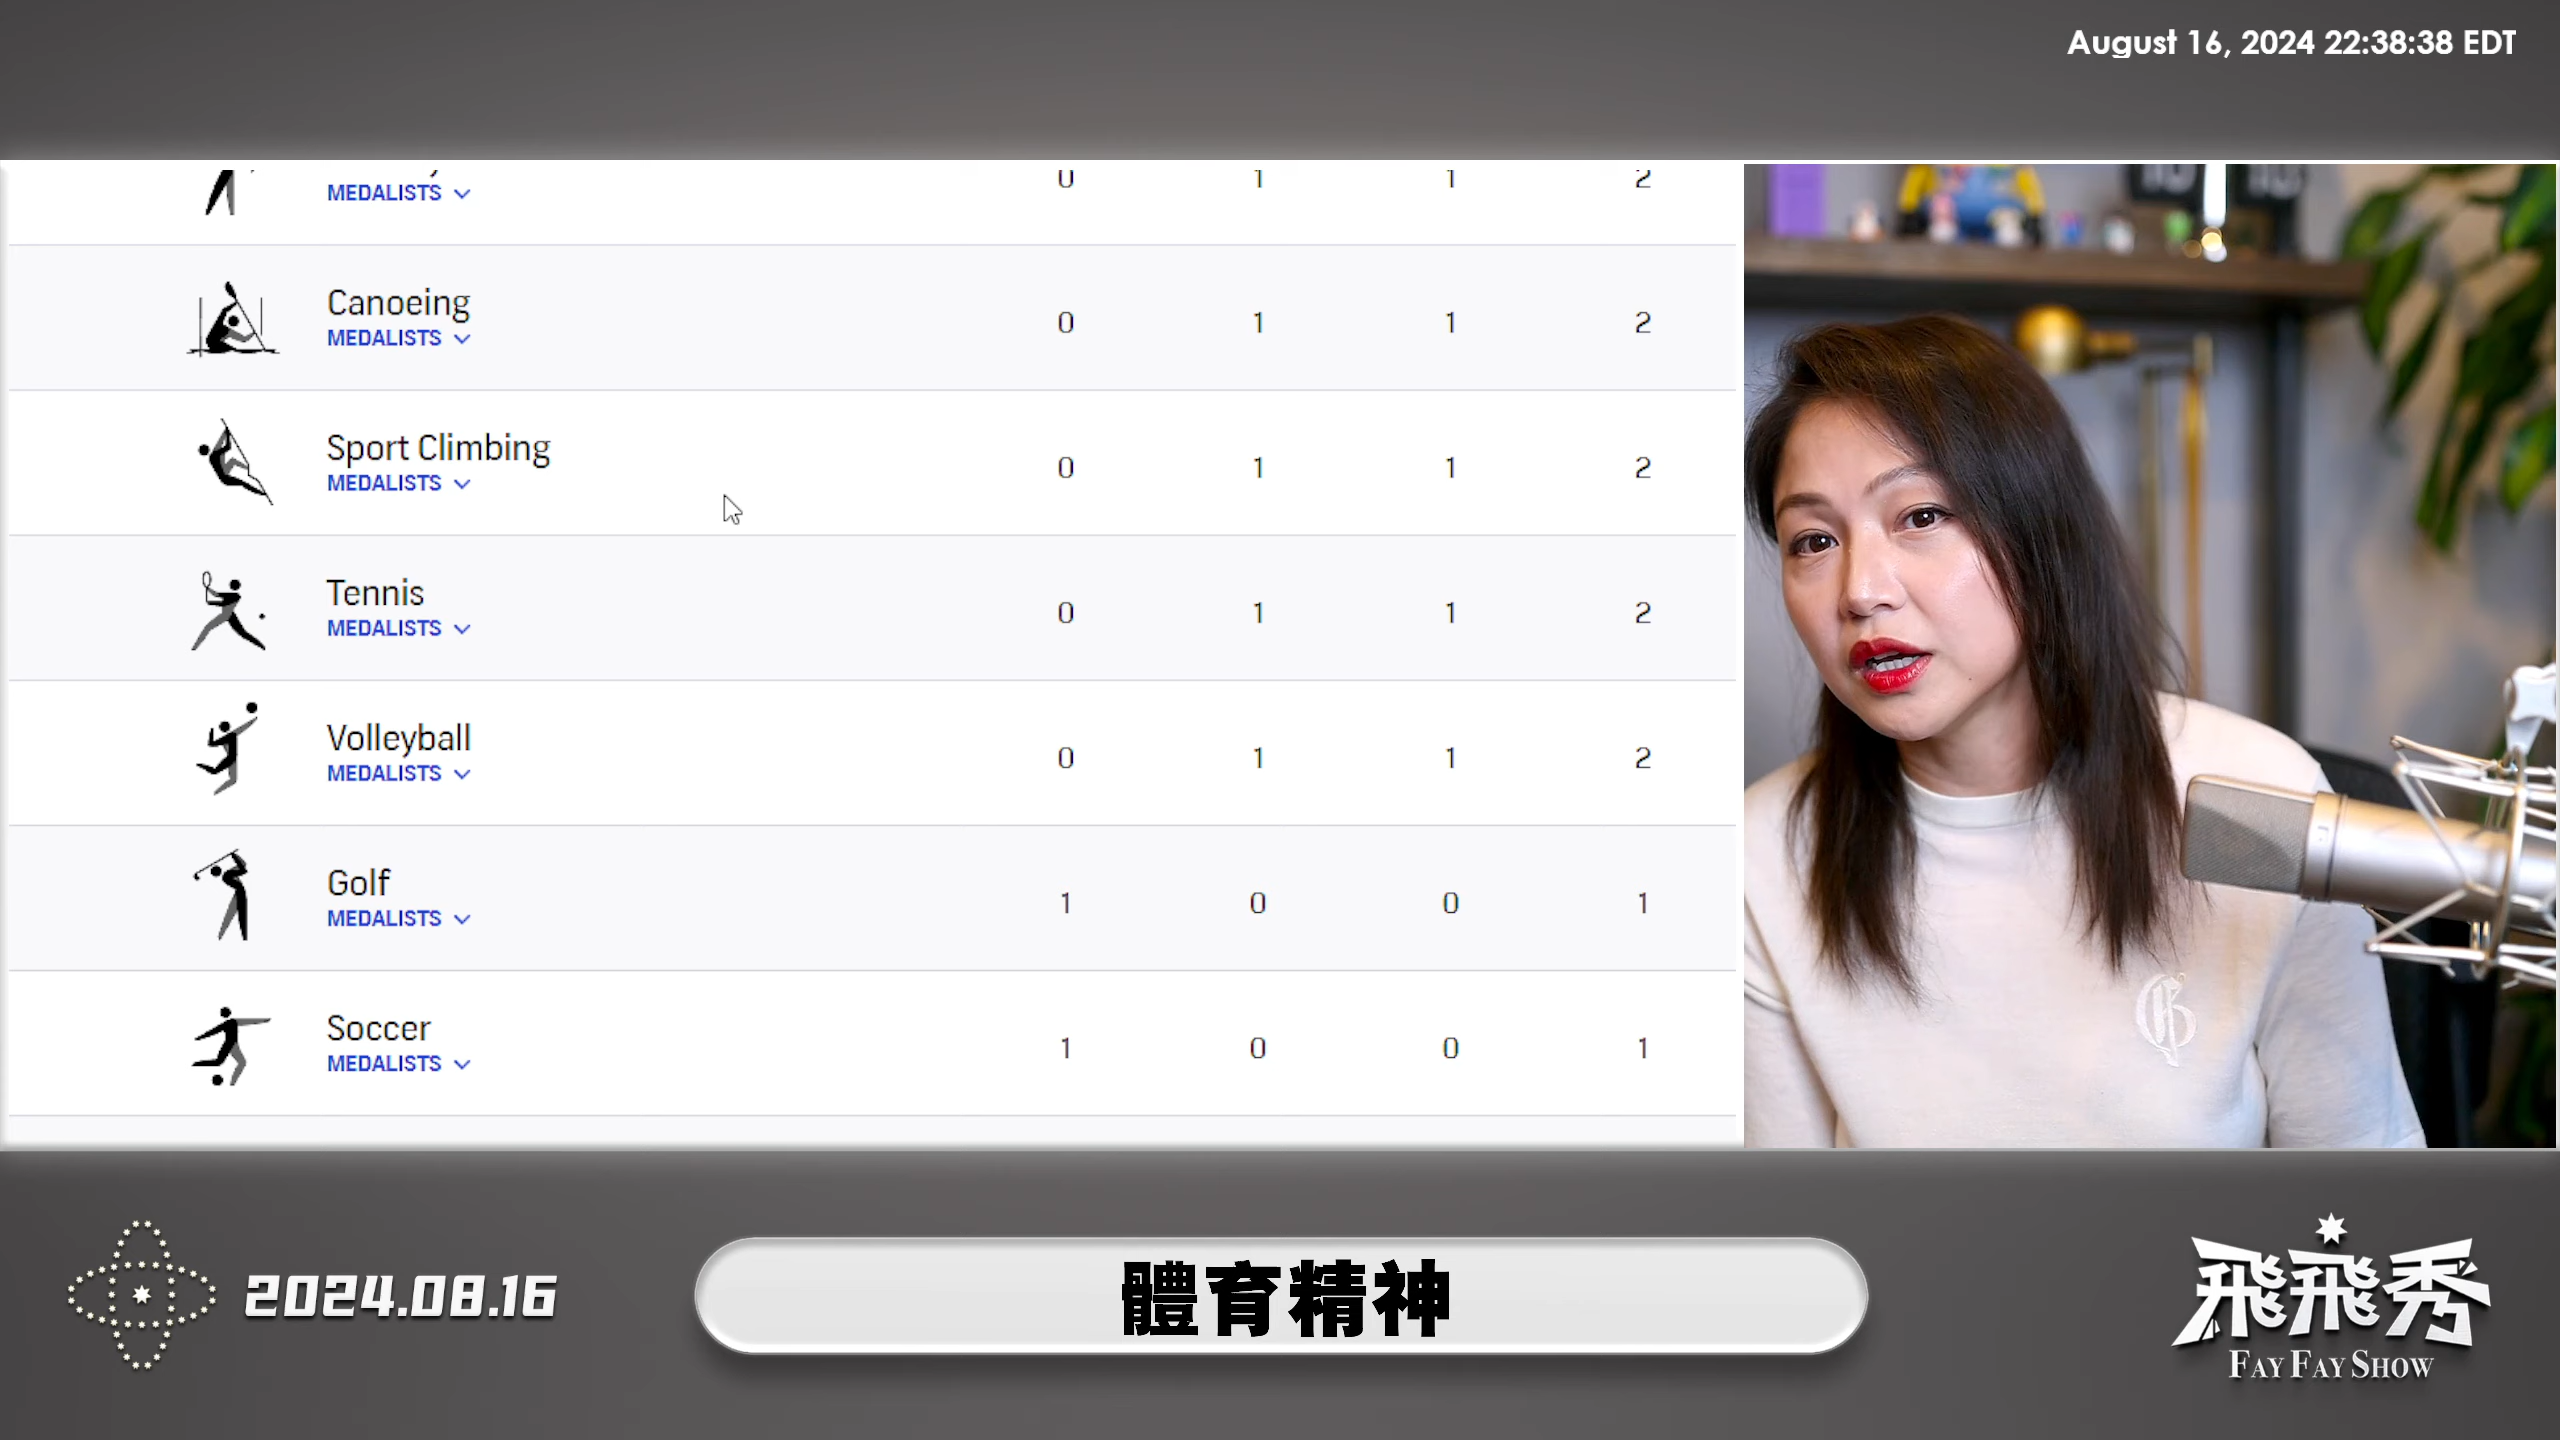 August 16, 2024 22:38:38 EDT
MEDALISTS 0 1 1 2
Canoeing
MEDALISTS 0 1 1 2
Sport Climbing
MEDALISTS 0 1 1 2
Tennis
MEDALISTS 0 1 1 2
Volleyball
MEDALISTS 0 1 1 2
Golf
MEDALISTS 1 0 0 1
Soccer
MEDALISTS 1 0 0 1
2024.08.16
體育精神
飛飛秀
FAY FAY SHOW